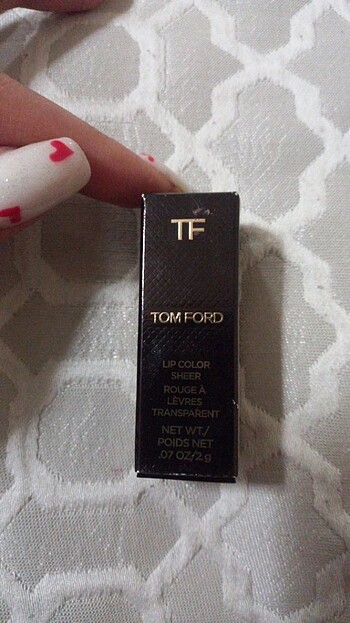 TF
TOM FORD
LIP COLOR
SHEER
ROUGE À
LÈVRES
TRANSPARENT
NET WT./
POIDS NET
.07 OZ/2 g